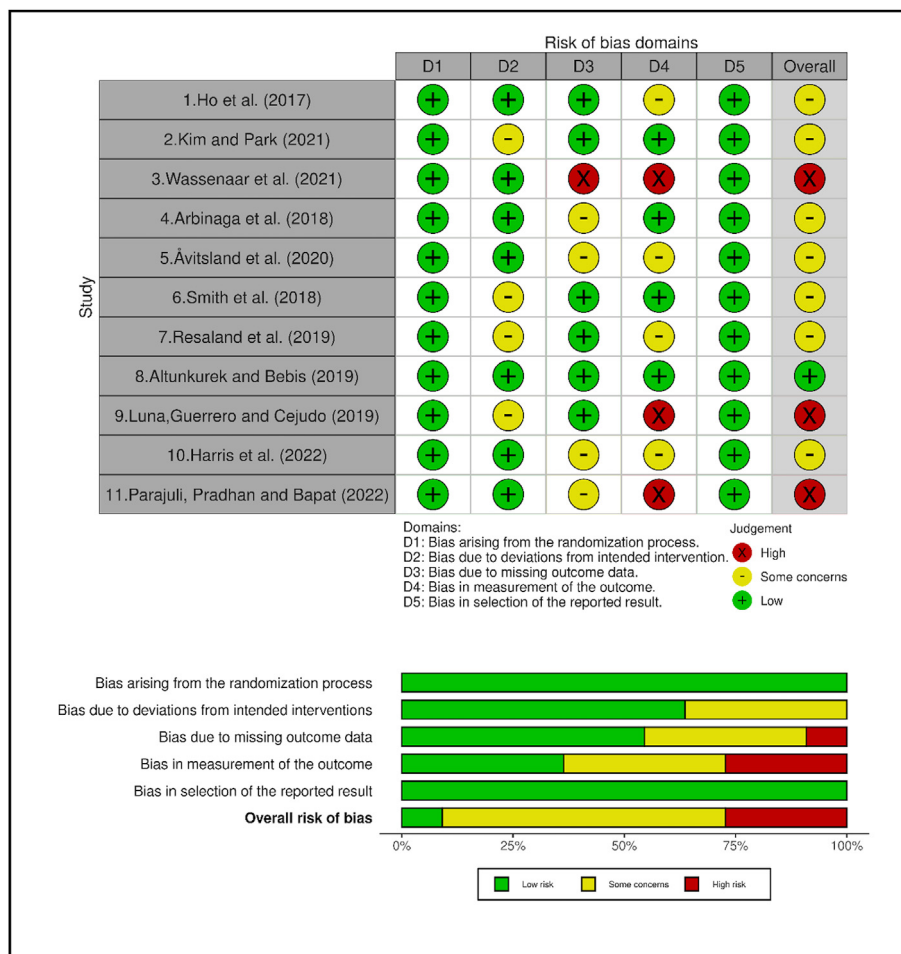 Risk of bias domains
D1 D2 D3 D4 D5 Overall
Study
1.Ho et al. (2017) + + + - + -
2.Kim and Park (2021) + - + + + -
3.Wassenaar et al. (2021) + + X X + X
4.Arbinaga et al. (2018) + + - + + -
5.Åvitsland et al. (2020) + + - - + -
6.Smith et al. (2018) + - + + + -
7.Resaland et al. (2019) + - + - + -
8.Altunkurek and Bebis (2019) + + + + + +
9.Luna,Guerrero and Cejudo (2019) + - + X + X
10.Harris et al. (2022) + + - - + -
11.Parajuli, Pradhan and Bapat (2022) + + - X + X
Domains:
D1: Bias arising from the randomization process.
D2: Bias due to deviations from intended intervention.
D3: Bias due to missing outcome data.
D4: Bias in measurement of the outcome.
D5: Bias in selection of the reported result.
Judgement
X High
- Some concerns
+ Low
Bias arising from the randomization process
Bias due to deviations from intended interventions
Bias due to missing outcome data
Bias in measurement of the outcome
Bias in selection of the reported result
Overall risk of bias
0% 25% 50% 75% 100%
Low risk Some concerns High risk